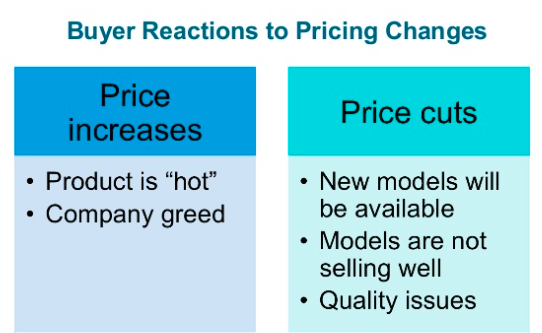 Buyer Reactions to Pricing Changes
Price
increases
• Product is “hot”
• Company greed
Price cuts
• New models will
be available
• Models are not
selling well
• Quality issues